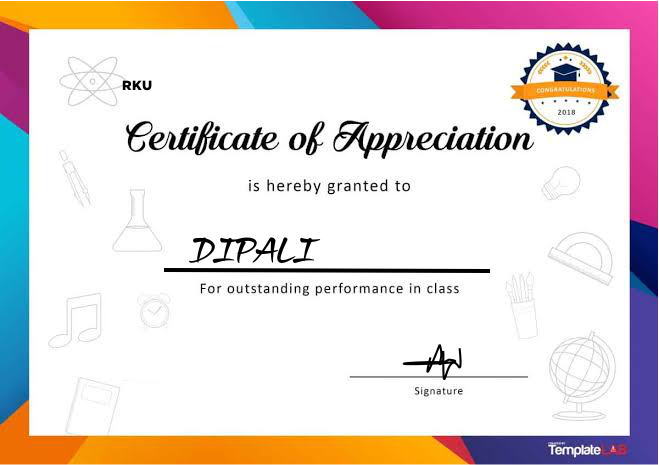 RKU
CONGRATULATIONS
2018
Certificate of Appreciation
is hereby granted to
DIPALI
For outstanding performance in class
Signature
TemplateLAB